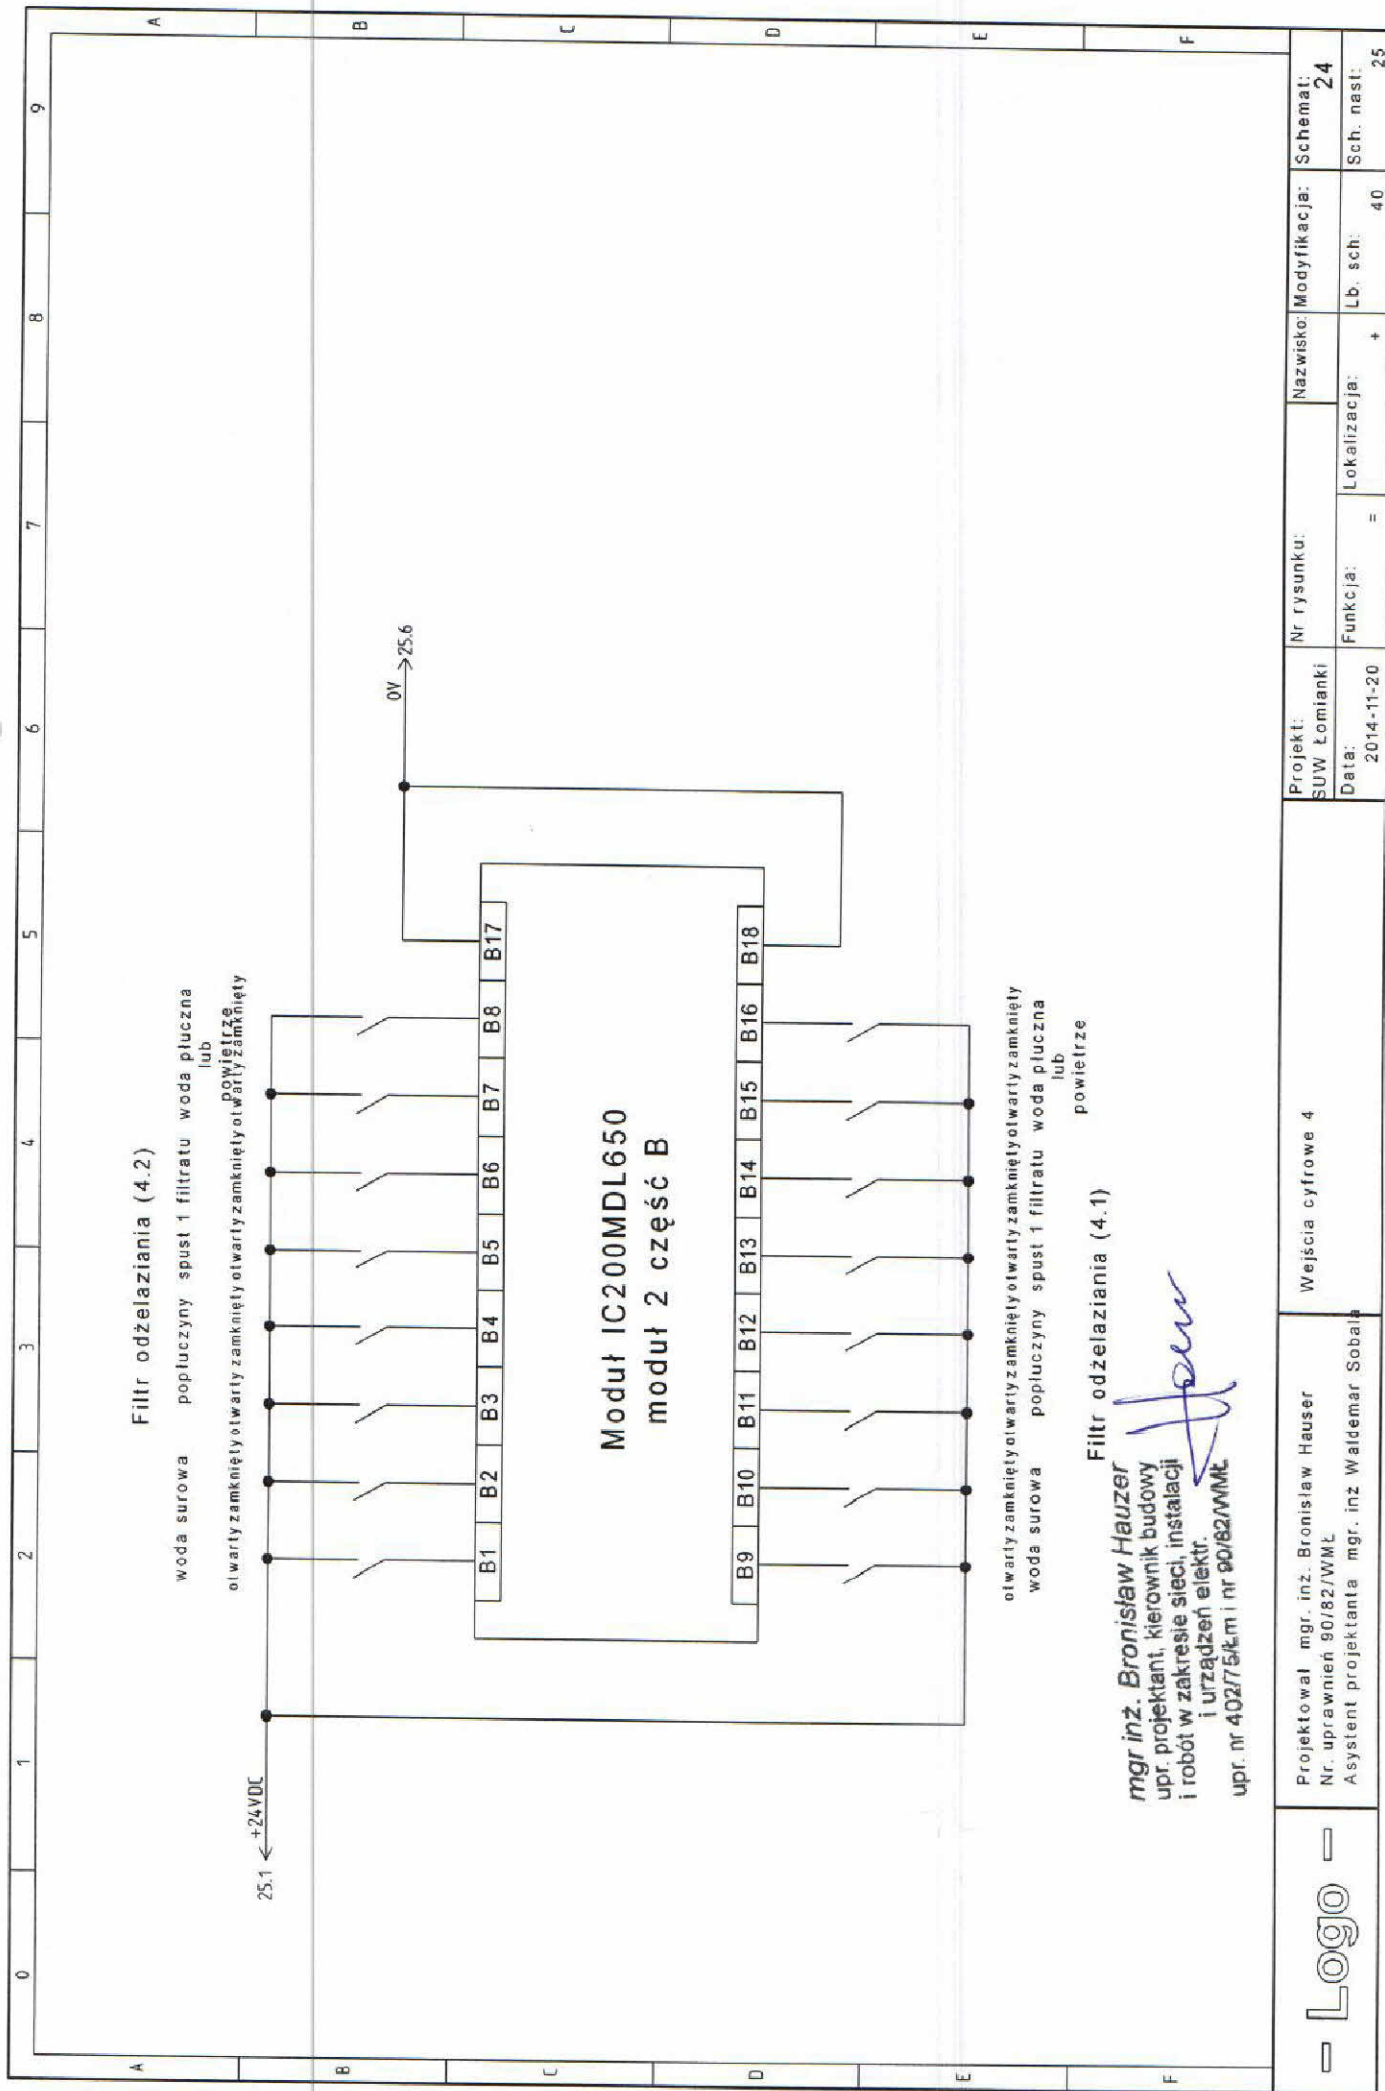 0 1 2 3 4 5 6 7 8 9
A
B
C
D
E
F
A
B
C
D
E
F
Filtr odżelaziania (4.2)
woda surowa popłuczyny spust 1 filtratu woda płuczna
lub
powietrze
otwarty zamknięty otwarty zamknięty otwarty zamknięty otwarty zamknięty
25.1 +24VDC
0V 25.6
B1 B2 B3 B4 B5 B6 B7 B8 B17
Moduł IC200MDL650
moduł 2 część B
B9 B10 B11 B12 B13 B14 B15 B16 B18
otwarty zamknięty otwarty zamknięty otwarty zamknięty otwarty zamknięty
woda surowa popłuczyny spust 1 filtratu woda płuczna
lub
powietrze
Filtr odżelaziania (4.1)
mgr inż. Bronisław Hauzer
upr. projektant, kierownik budowy
i robót w zakresie sieci, instalacji
i urządzeń elektr.
upr. nr 402/75/Łm i nr 90/82/WMŁ
Logo
Projektował mgr. inż. Bronisław Hauser
Nr. uprawnień 90/82/WMŁ
Asystent projektanta mgr. inż Waldemar Sobala
Wejścia cyfrowe 4
Projekt:
SUW Łomianki
Nr rysunku:
Nazwisko:
Modyfikacja:
Schemat:
24
Data:
2014-11-20
Funkcja:
=
Lokalizacja:
+
Lb. sch:
40
Sch. nast:
25